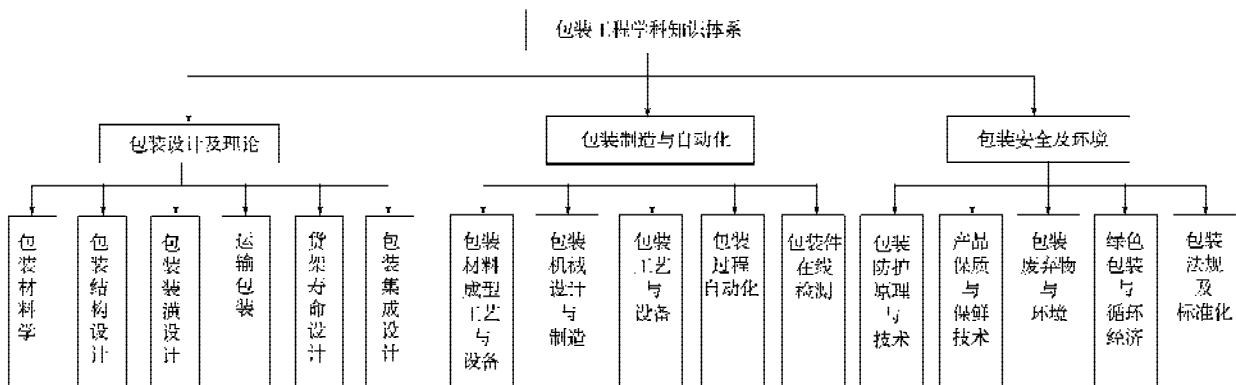 包装工程学科知识体系
包装设计及理论
包装制造与自动化
包装安全及环境
包装材料学
包装结构设计
包装装潢设计
运输包装
货架寿命设计
包装集成设计
包装
材料
成型
工艺
与
设备
包装
机械
设计
与
制造
包装
工艺
与
设备
包装
过程
自动化
包装件
在线
检测
包装
防护
原理
与
技术
产品
保质
与
保鲜
技术
包装
废弃物
与
环境
绿色
包装
与
循环
经济
包装
法规
及
标准化